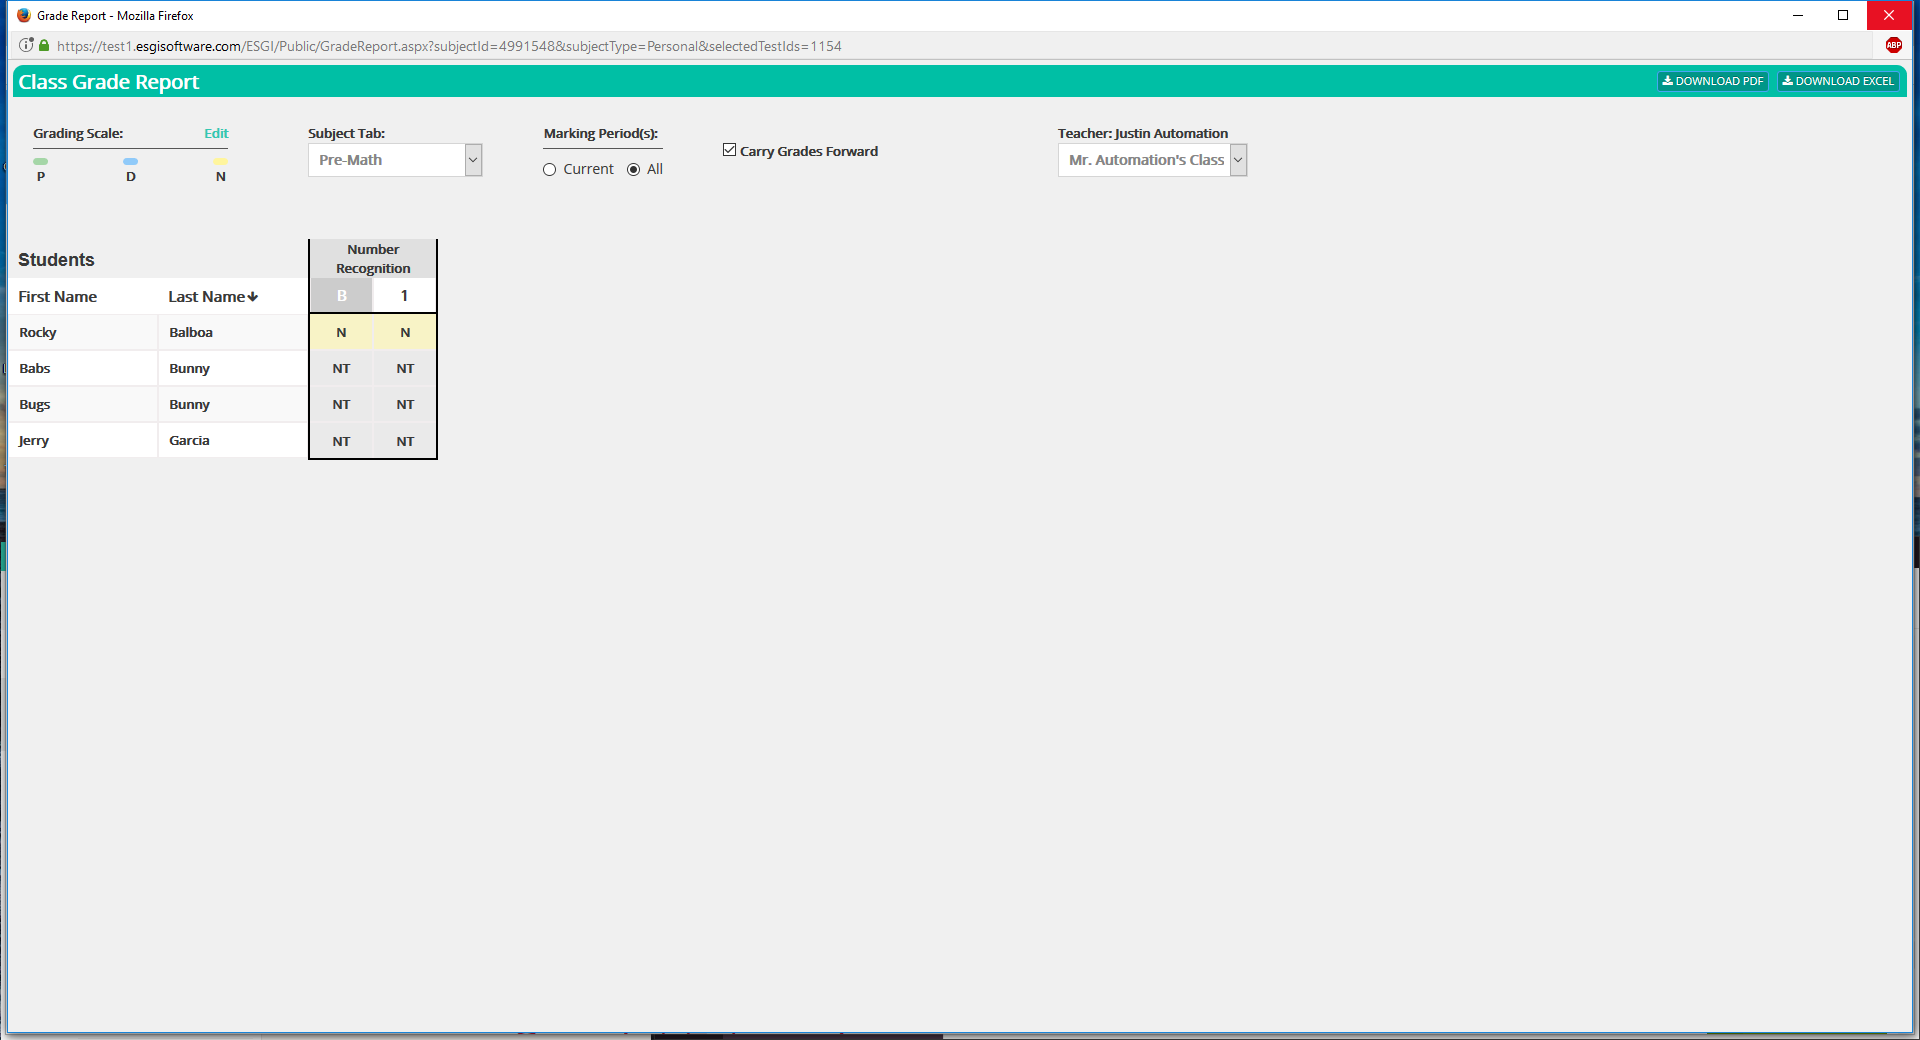 Grade Report - Mozilla Firefox
https://test1.esgisoftware.com/ESGI/Public/GradeReport.aspx?subjectId=4991548&subjectType=Personal&selectedTestIds=1154
ABP
Class Grade Report
DOWNLOAD PDF DOWNLOAD EXCEL
Grading Scale: Edit
P D N
Subject Tab:
Pre-Math
Marking Period(s):
Current All
Carry Grades Forward
Teacher: Justin Automation
Mr. Automation's Class
Students
Number
Recognition
First Name Last Name B 1
Rocky Balboa N N
Babs Bunny NT NT
Bugs Bunny NT NT
Jerry Garcia NT NT